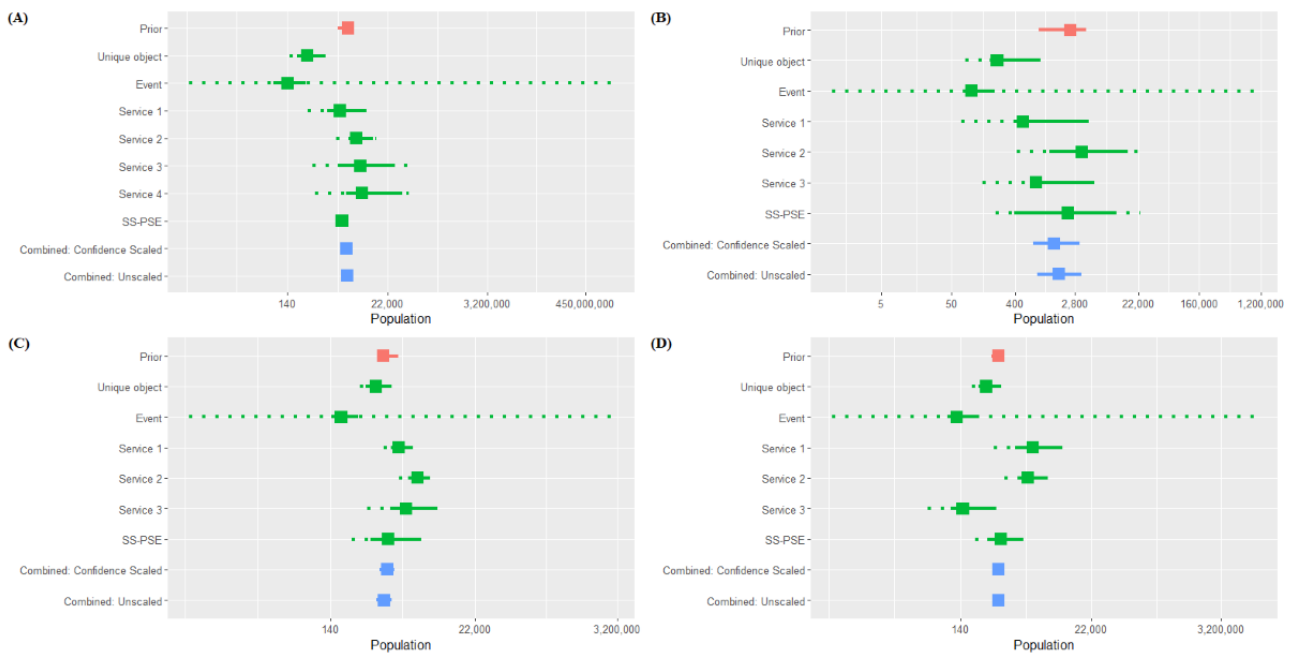 (A)
Prior
Unique object
Event
Service 1
Service 2
Service 3
Service 4
SS-PSE
Combined: Confidence Scaled
Combined: Unscaled
140 22,000 3,200,000 450,000,000
Population
(B)
Prior
Unique object
Event
Service 1
Service 2
Service 3
SS-PSE
Combined: Confidence Scaled
Combined: Unscaled
5 50 400 2,800 22,000 160,000 1,200,000
Population
(C)
Prior
Unique object
Event
Service 1
Service 2
Service 3
SS-PSE
Combined: Confidence Scaled
Combined: Unscaled
140 22,000 3,200,000
Population
(D)
Prior
Unique object
Event
Service 1
Service 2
Service 3
SS-PSE
Combined: Confidence Scaled
Combined: Unscaled
140 22,000 3,200,000
Population